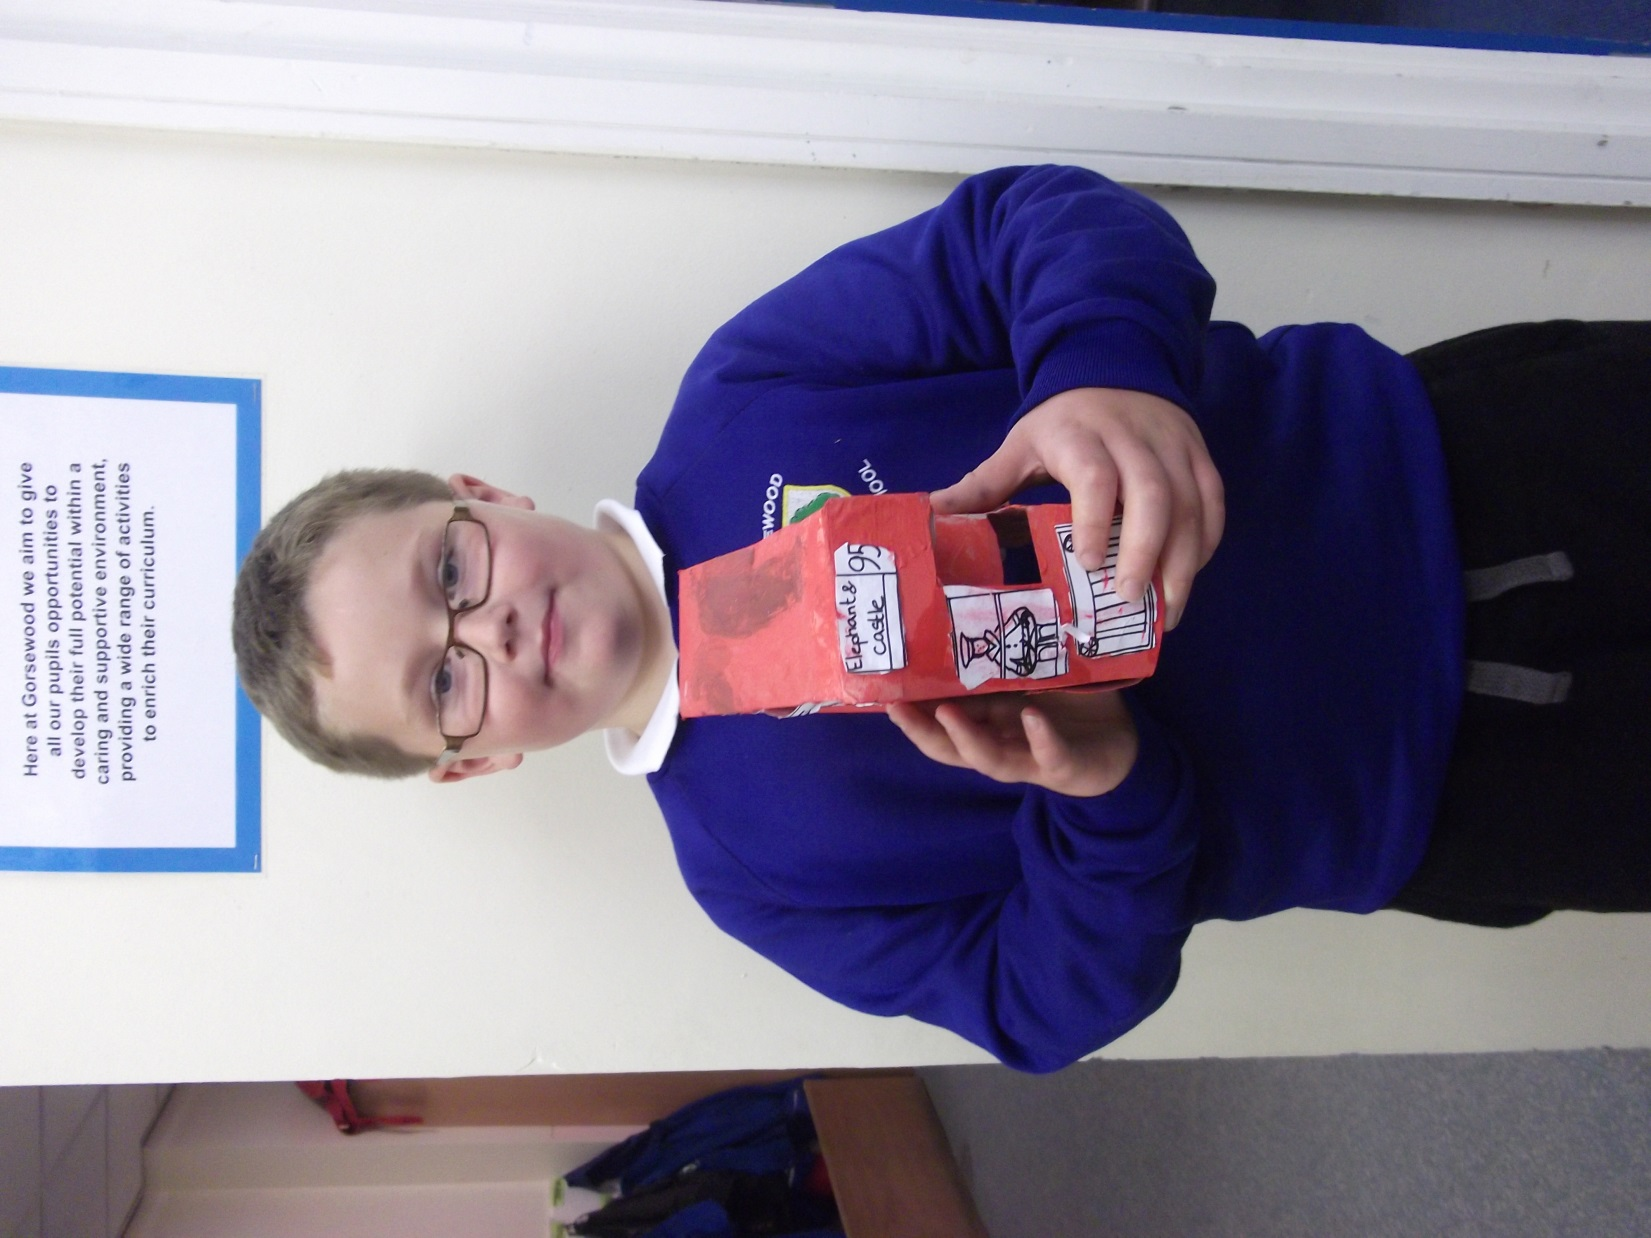 Here at Gorsewood we aim to give
all our pupils opportunities to
develop their full potential within a
caring and supportive environment,
providing a wide range of activities
to enrich their curriculum.
Elephant &
castle
95